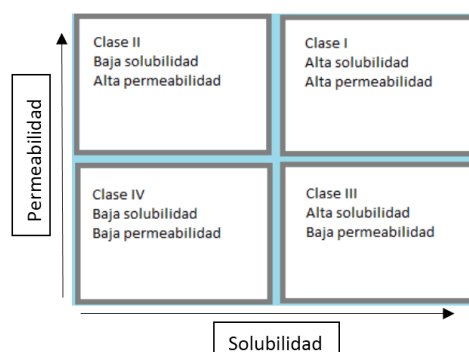 Permeabilidad
Clase II
Baja solubilidad
Alta permeabilidad
Clase I
Alta solubilidad
Alta permeabilidad
Clase IV
Baja solubilidad
Baja permeabilidad
Clase III
Alta solubilidad
Baja permeabilidad
Solubilidad